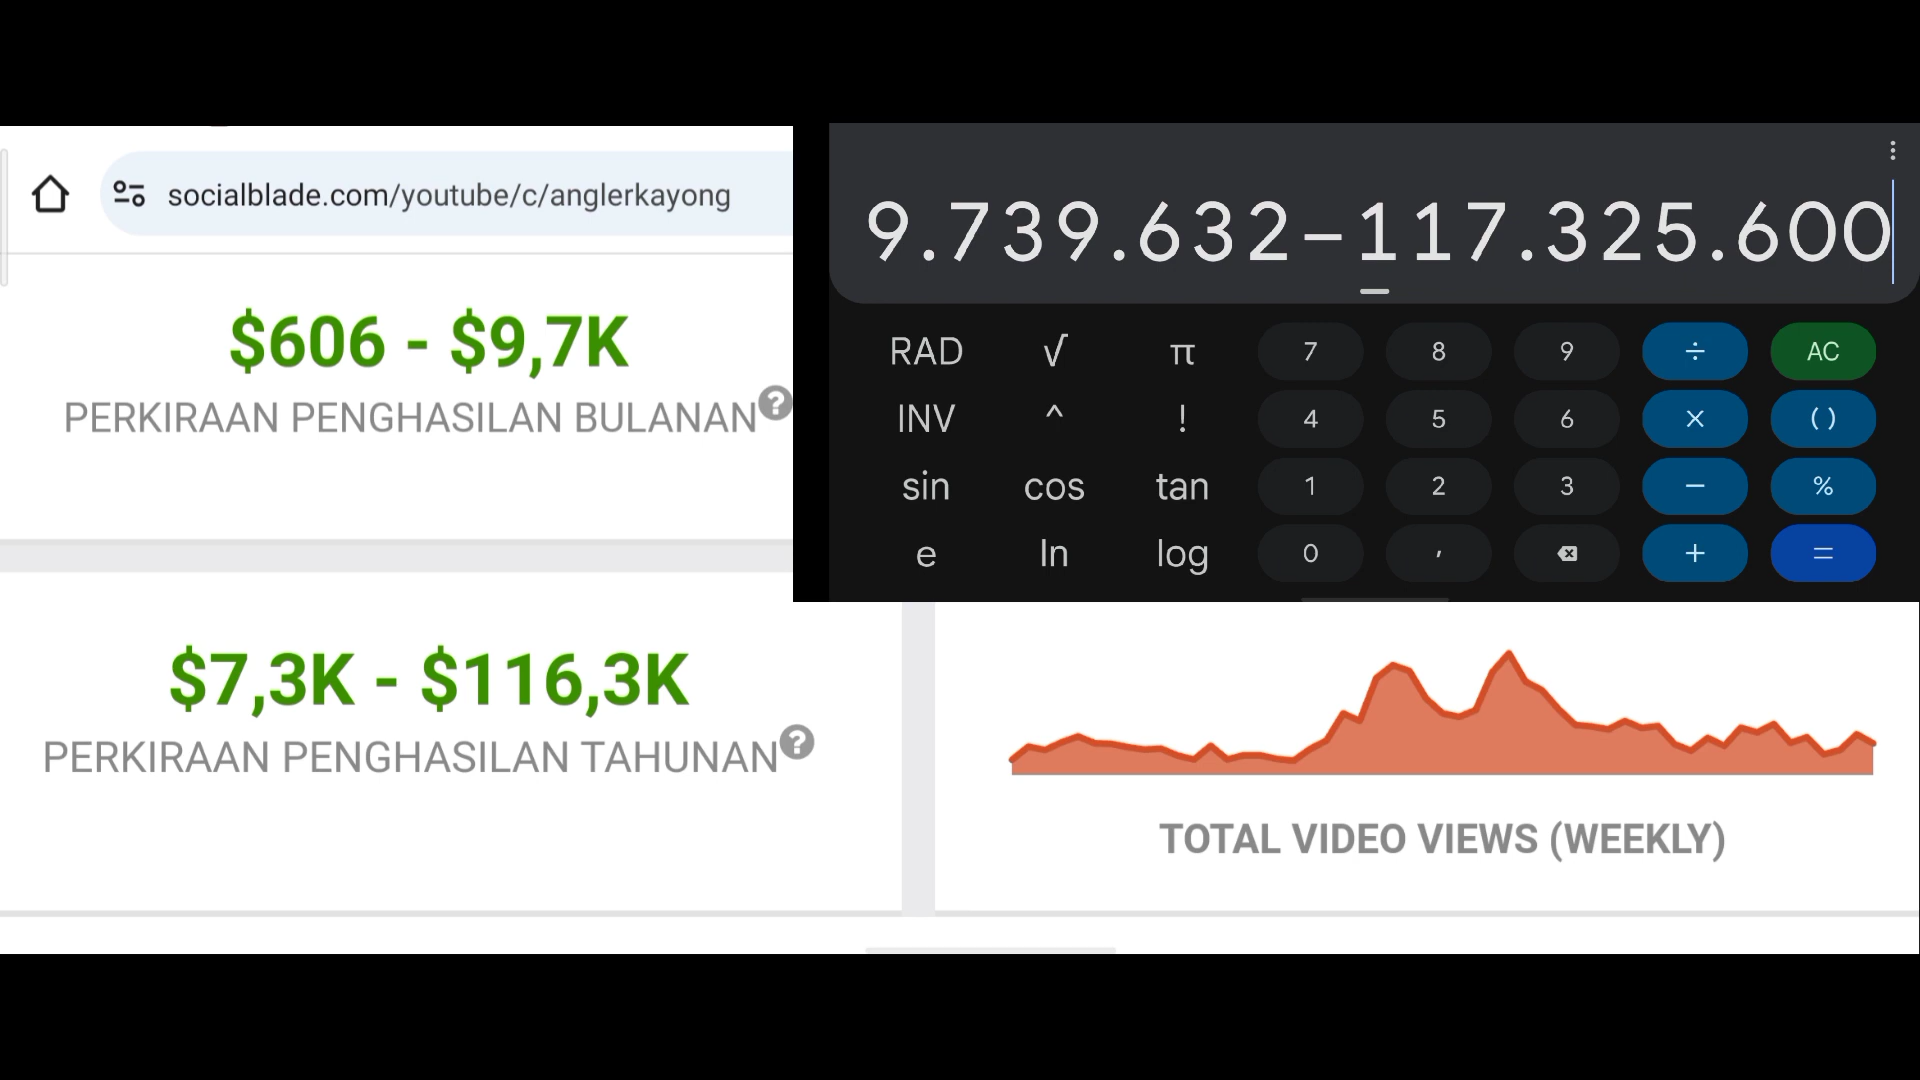 socialblade.com/youtube/c/anglerkayong
$606 - $9,7K
PERKIRAAN PENGHASILAN BULANAN ?
$7,3K - $116,3K
PERKIRAAN PENGHASILAN TAHUNAN ?
9.739.632−117.325.600
RAD √ π 7 8 9 ÷ AC
INV ^ ! 4 5 6 × ( )
sin cos tan 1 2 3 − %
e ln log 0 , + =
TOTAL VIDEO VIEWS (WEEKLY)